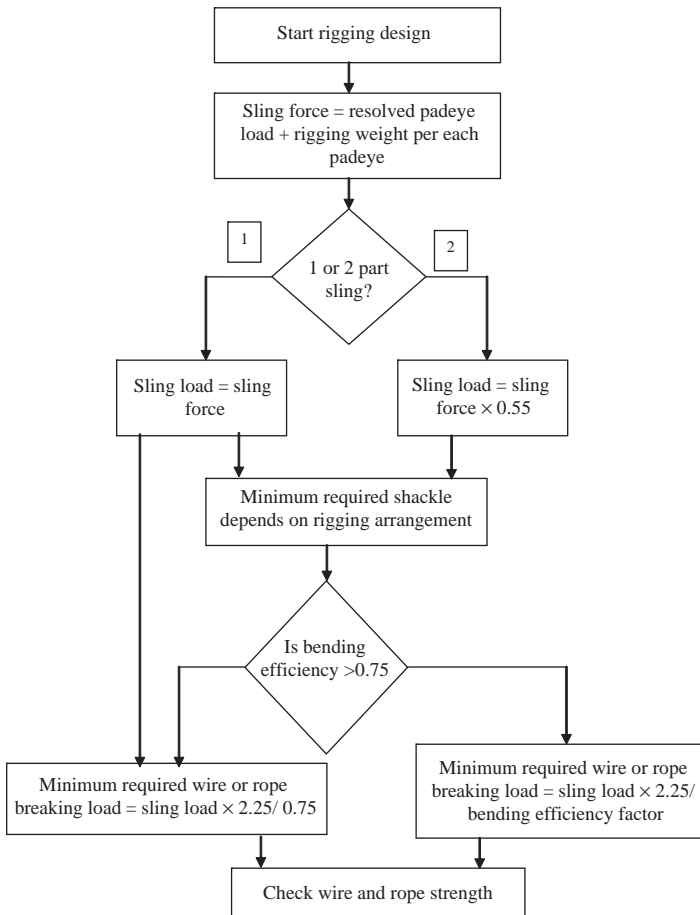 Start rigging design
Sling force = resolved padeye
load + rigging weight per each
padeye
1
2
1 or 2 part
sling?
Sling load = sling
force
Sling load = sling
force × 0.55
Minimum required shackle
depends on rigging arrangement
Is bending
efficiency >0.75
Minimum required wire or rope
breaking load = sling load × 2.25/ 0.75
Minimum required wire or rope
breaking load = sling load × 2.25/
bending efficiency factor
Check wire and rope strength